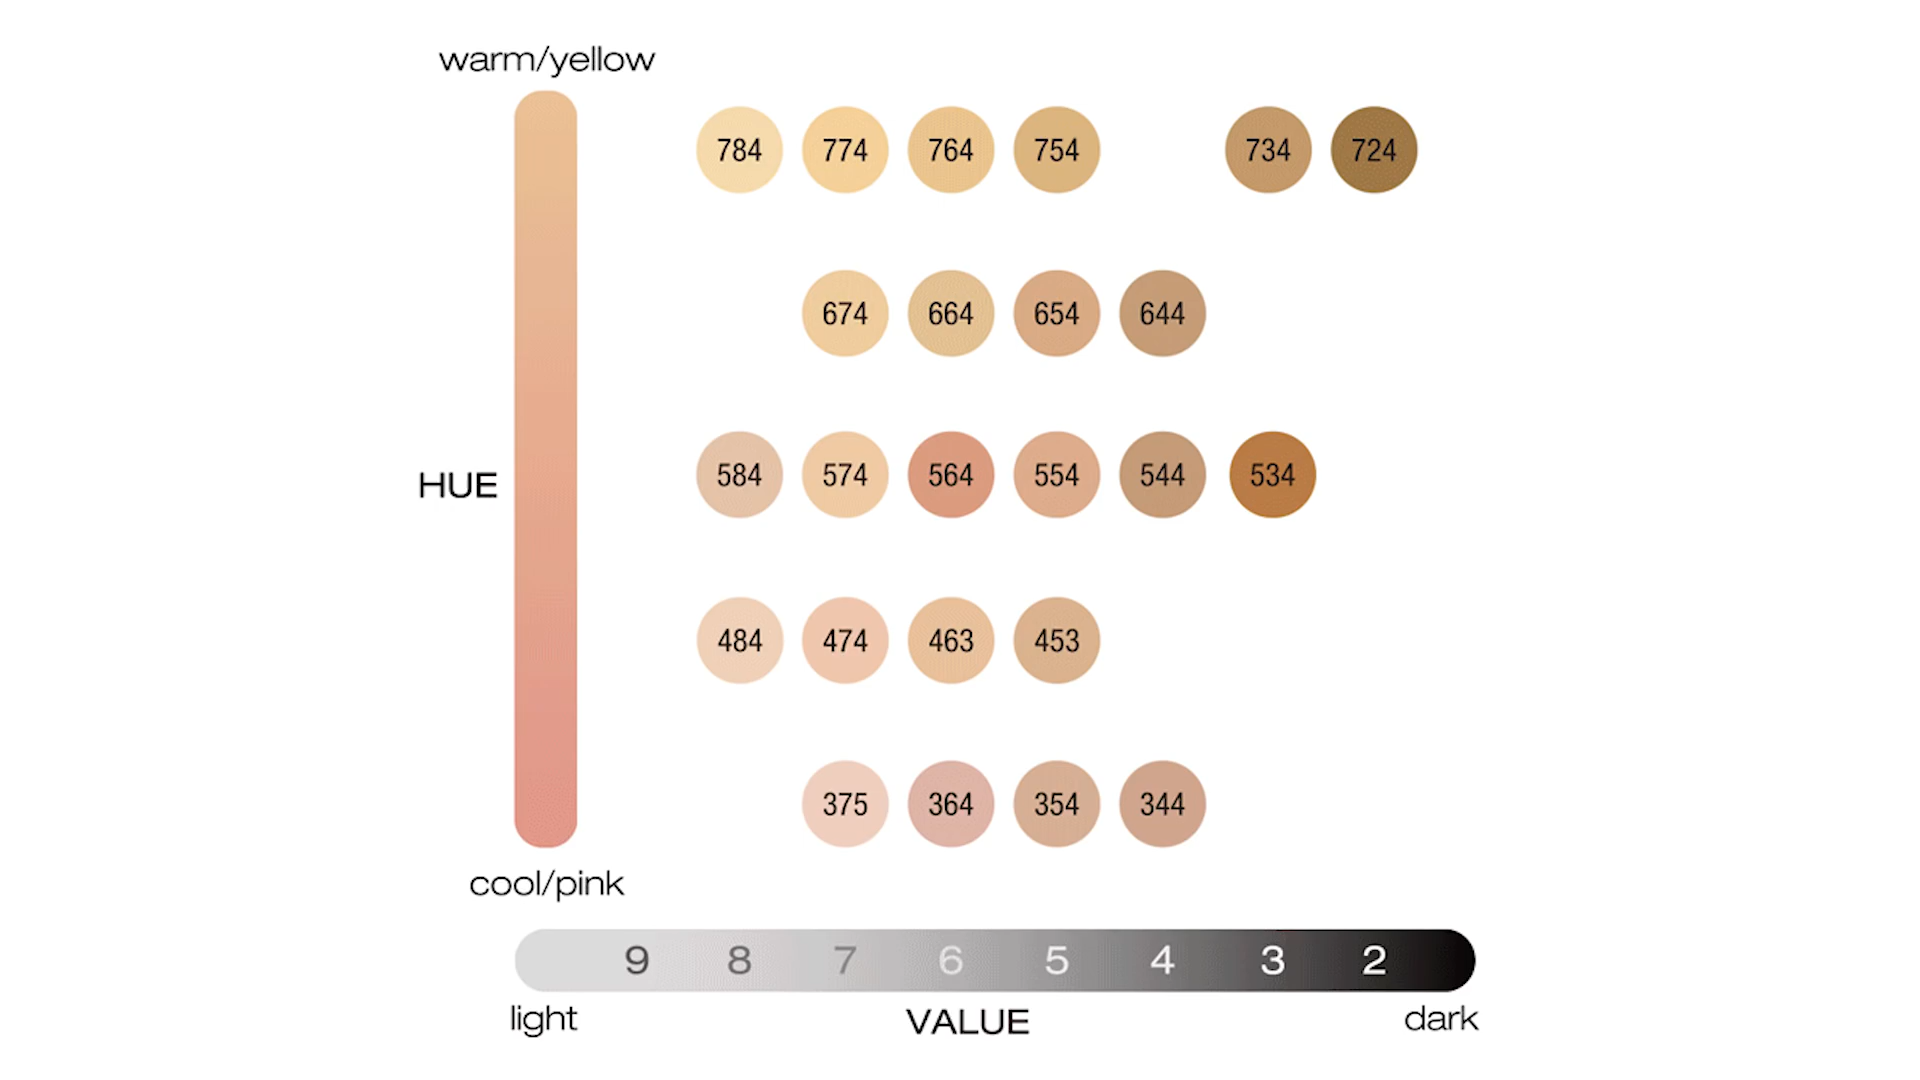 warm/yellow
784 774 764 754 734 724
674 664 654 644
HUE
584 574 564 554 544 534
484 474 463 453
375 364 354 344
cool/pink
9 8 7 6 5 4 3 2
light VALUE dark